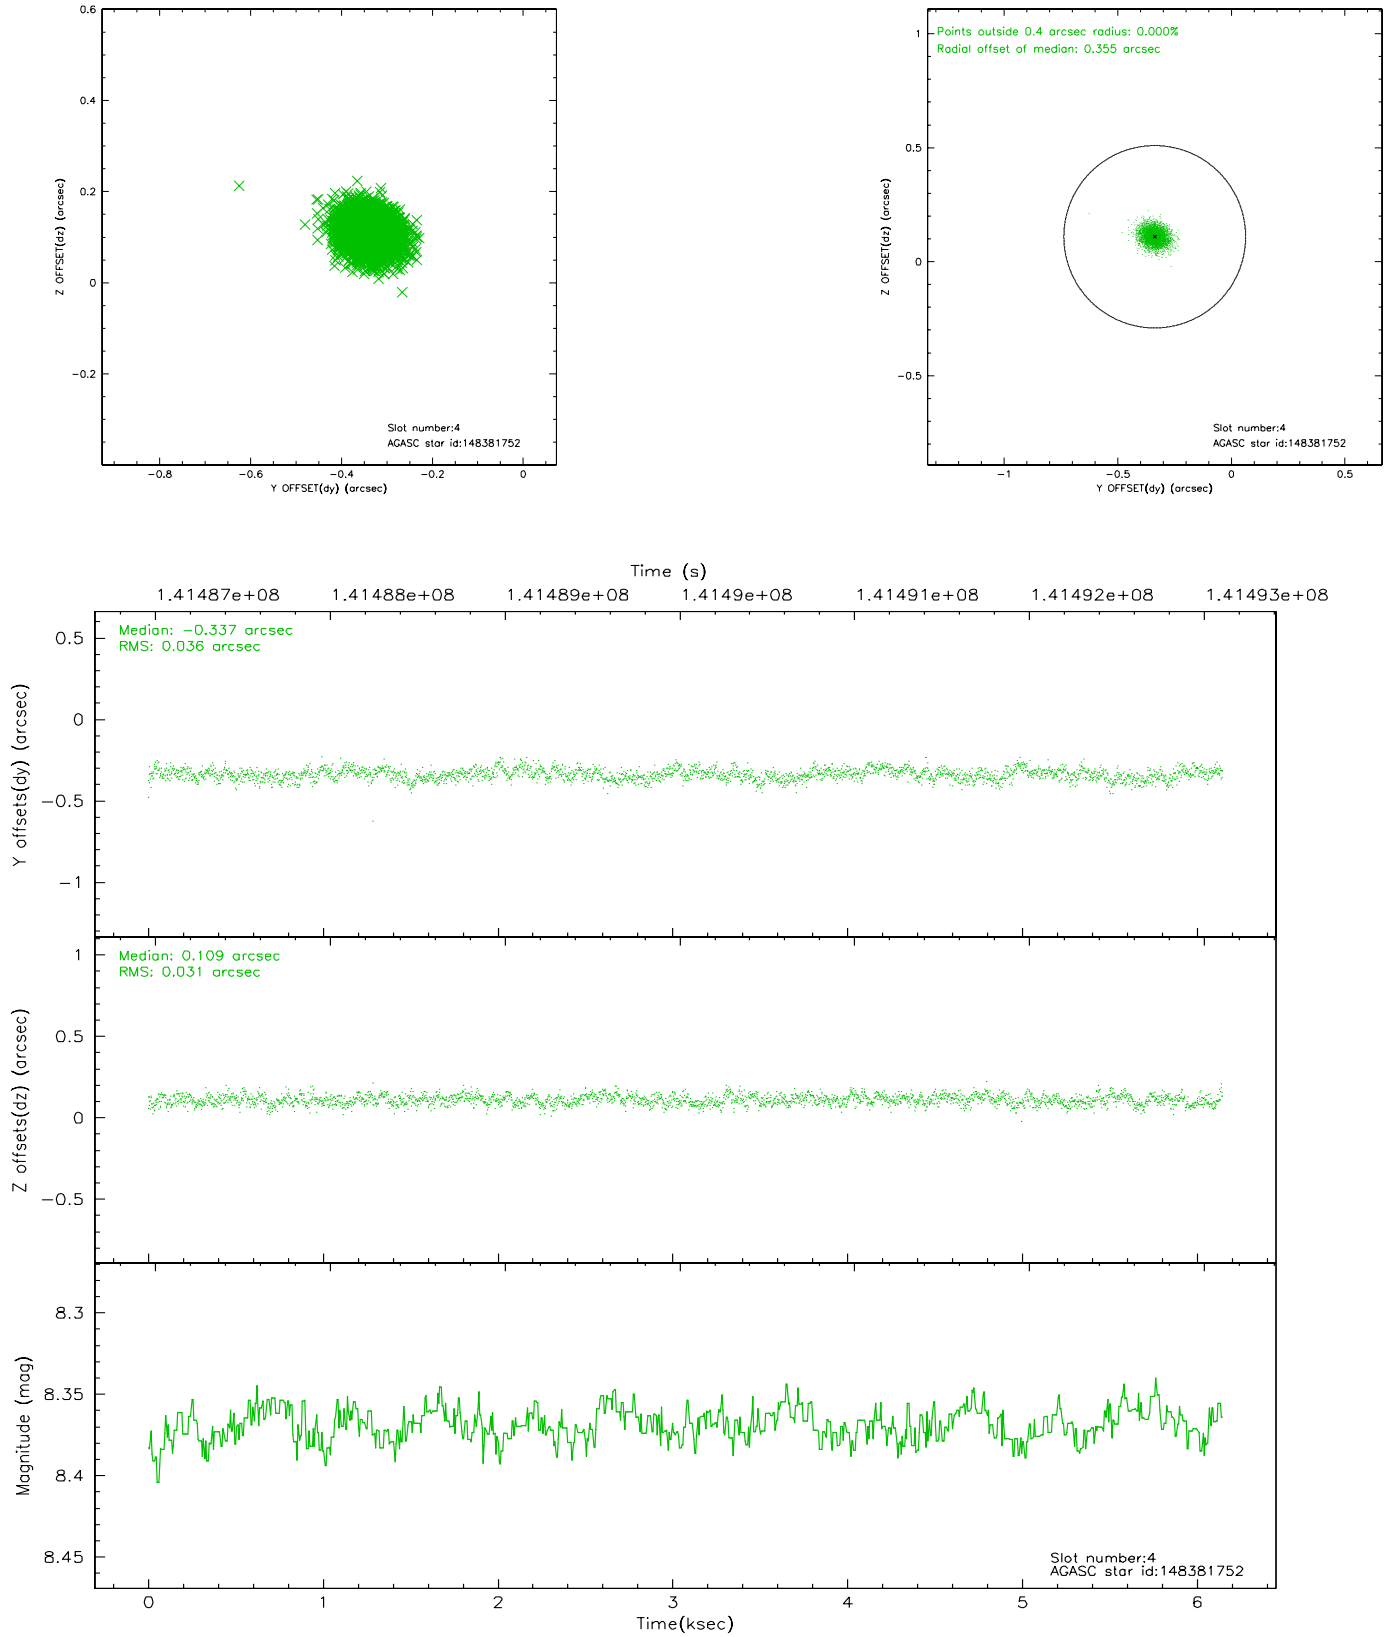 0.6
0.4
0.2
0
−0.2
Z OFFSET(dz) (arcsec)
Slot number:4
AGASC star id:148381752
−0.8 −0.6 −0.4 −0.2 0
Y OFFSET(dy) (arcsec)
Points outside 0.4 arcsec radius: 0.000%
Radial offset of median: 0.355 arcsec
1
0.5
0
−0.5
Z OFFSET(dz) (arcsec)
Slot number:4
AGASC star id:148381752
−1 −0.5 0 0.5
Y OFFSET(dy) (arcsec)
Time (s)
1.41487e+08 1.41488e+08 1.41489e+08 1.4149e+08 1.41491e+08 1.41492e+08 1.41493e+08
Median: −0.337 arcsec
RMS: 0.036 arcsec
0.5
0
−0.5
−1
Y offsets(dy) (arcsec)
Median: 0.109 arcsec
RMS: 0.031 arcsec
1
0.5
0
−0.5
Z offsets(dz) (arcsec)
8.3
8.35
8.4
8.45
Magnitude (mag)
Slot number:4
AGASC star id:148381752
0 1 2 3 4 5 6
Time(ksec)